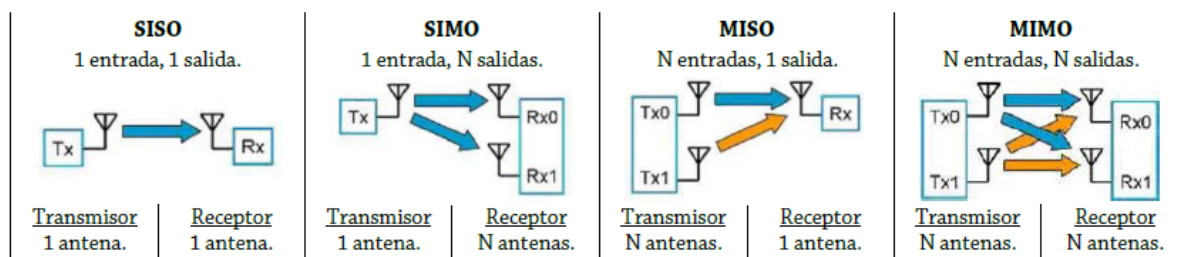 SISO
1 entrada, 1 salida.
Tx
Rx
Transmisor
1 antena.
Receptor
1 antena.
SIMO
1 entrada, N salidas.
Tx
Rx0
Rx1
Transmisor
1 antena.
Receptor
N antenas.
MISO
N entradas, 1 salida.
Tx0
Rx
Tx1
Transmisor
N antenas.
Receptor
1 antena.
MIMO
N entradas, N salidas.
Tx0
Rx0
Tx1
Rx1
Transmisor
N antenas.
Receptor
N antenas.